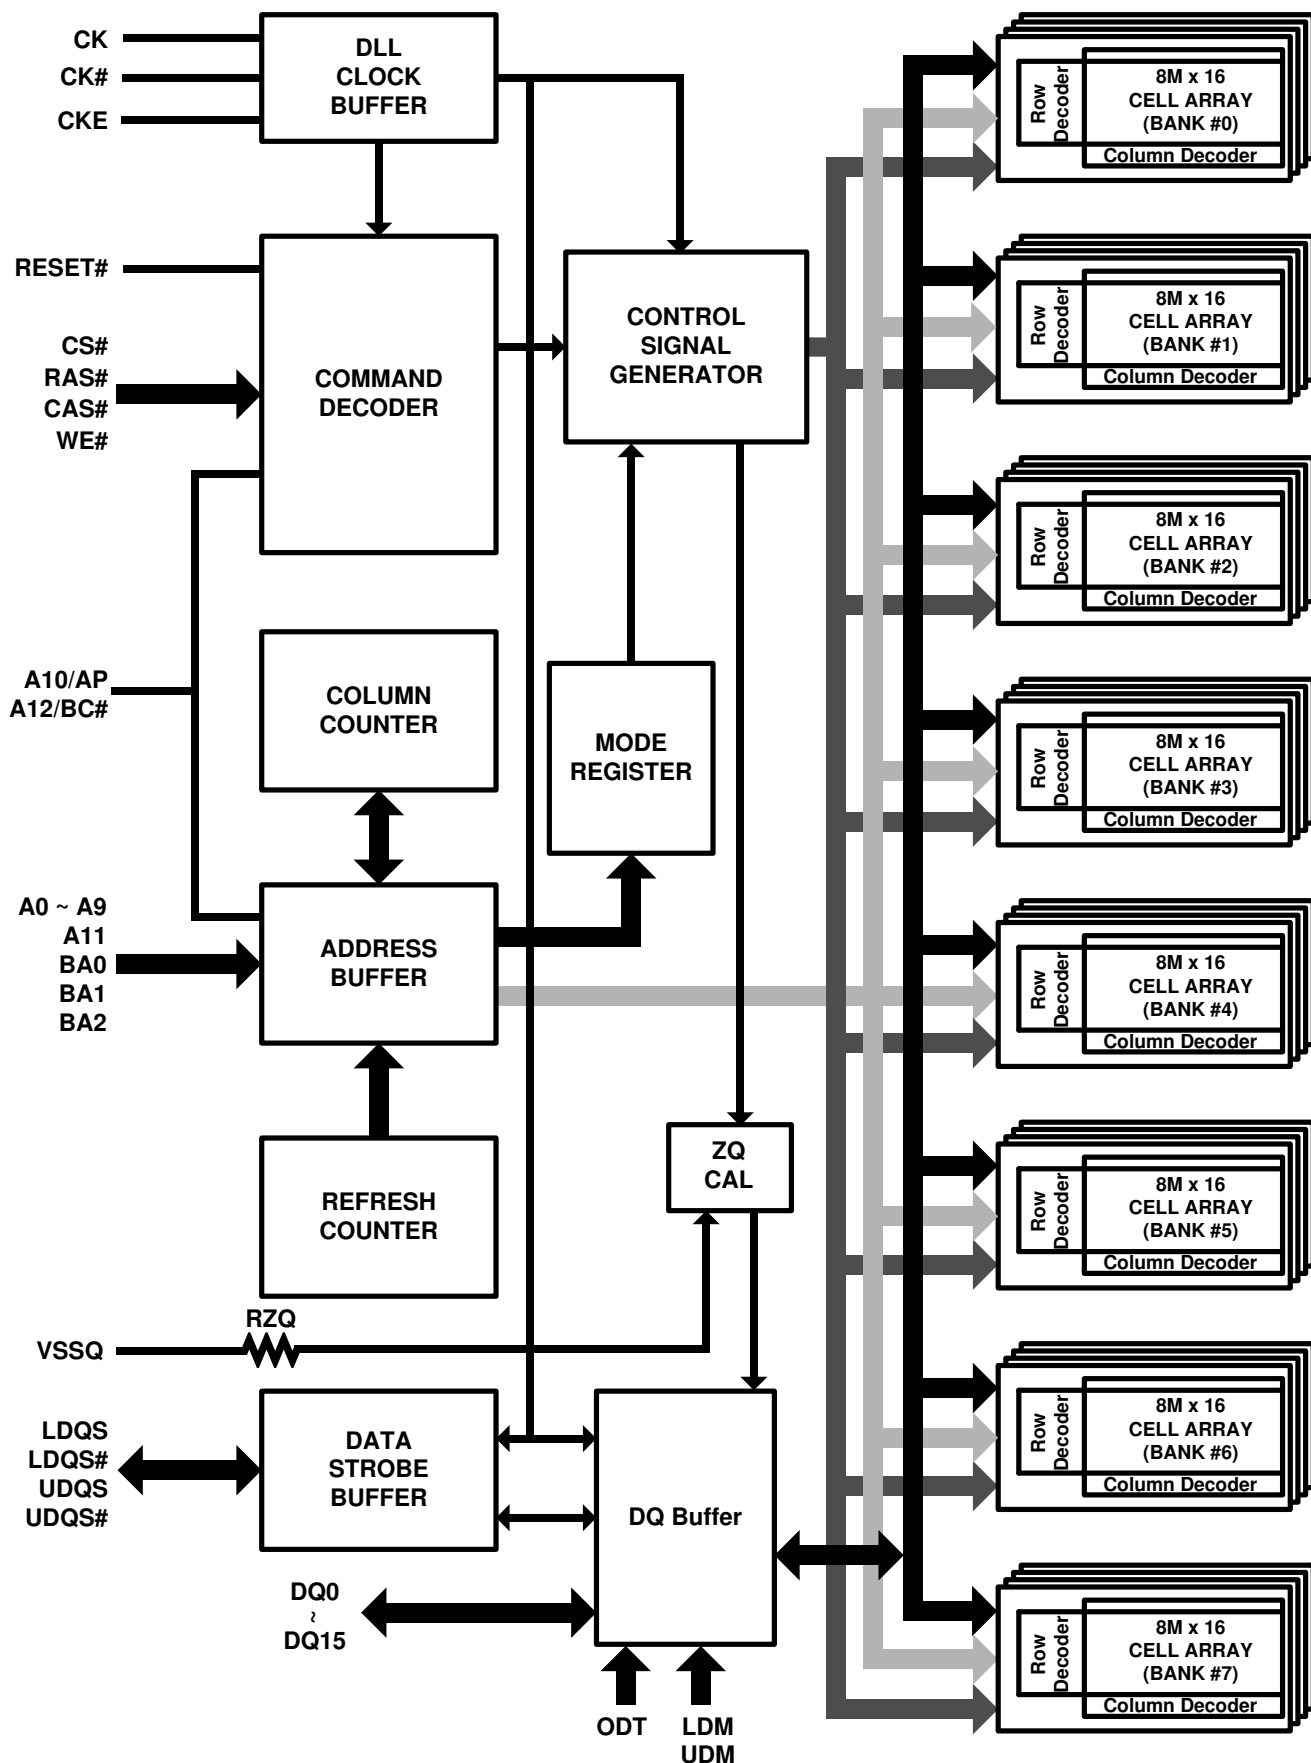 CK
CK#
CKE
DLL
CLOCK
BUFFER
RESET#
CS#
RAS#
CAS#
WE#
COMMAND
DECODER
CONTROL
SIGNAL
GENERATOR
A10/AP
A12/BC#
COLUMN
COUNTER
MODE
REGISTER
A0 ~ A9
A11
BA0
BA1
BA2
ADDRESS
BUFFER
REFRESH
COUNTER
ZQ
CAL
RZQ
VSSQ
LDQS
LDQS#
UDQS
UDQS#
DATA
STROBE
BUFFER
DQ Buffer
DQ0
~
DQ15
ODT
LDM
UDM
Row
Decoder
8M x 16
CELL ARRAY
(BANK #0)
Column Decoder
Row
Decoder
8M x 16
CELL ARRAY
(BANK #1)
Column Decoder
Row
Decoder
8M x 16
CELL ARRAY
(BANK #2)
Column Decoder
Row
Decoder
8M x 16
CELL ARRAY
(BANK #3)
Column Decoder
Row
Decoder
8M x 16
CELL ARRAY
(BANK #4)
Column Decoder
Row
Decoder
8M x 16
CELL ARRAY
(BANK #5)
Column Decoder
Row
Decoder
8M x 16
CELL ARRAY
(BANK #6)
Column Decoder
Row
Decoder
8M x 16
CELL ARRAY
(BANK #7)
Column Decoder